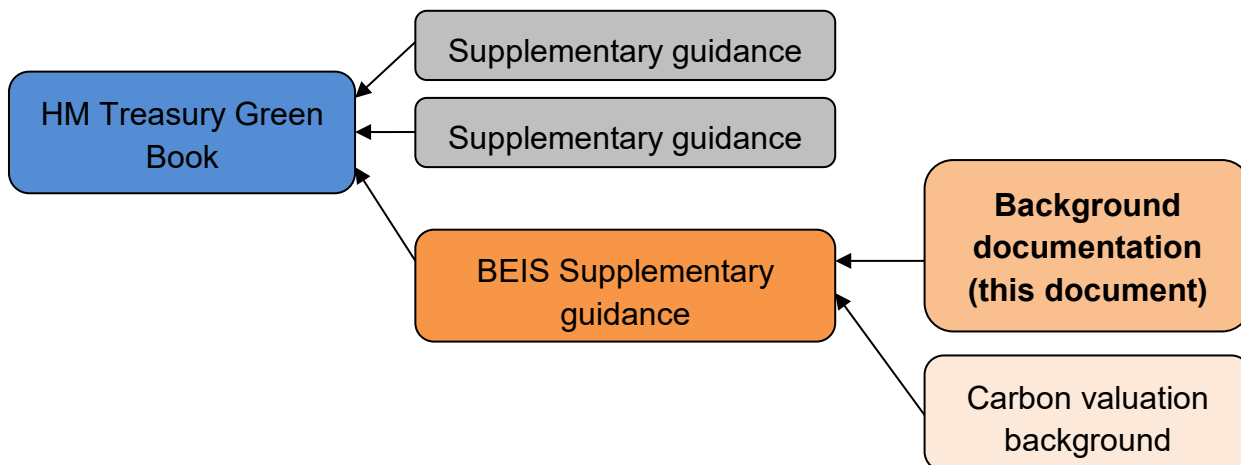 Supplementary guidance
HM Treasury Green
Book
Supplementary guidance
BEIS Supplementary
guidance
Background
documentation
(this document)
Carbon valuation
background